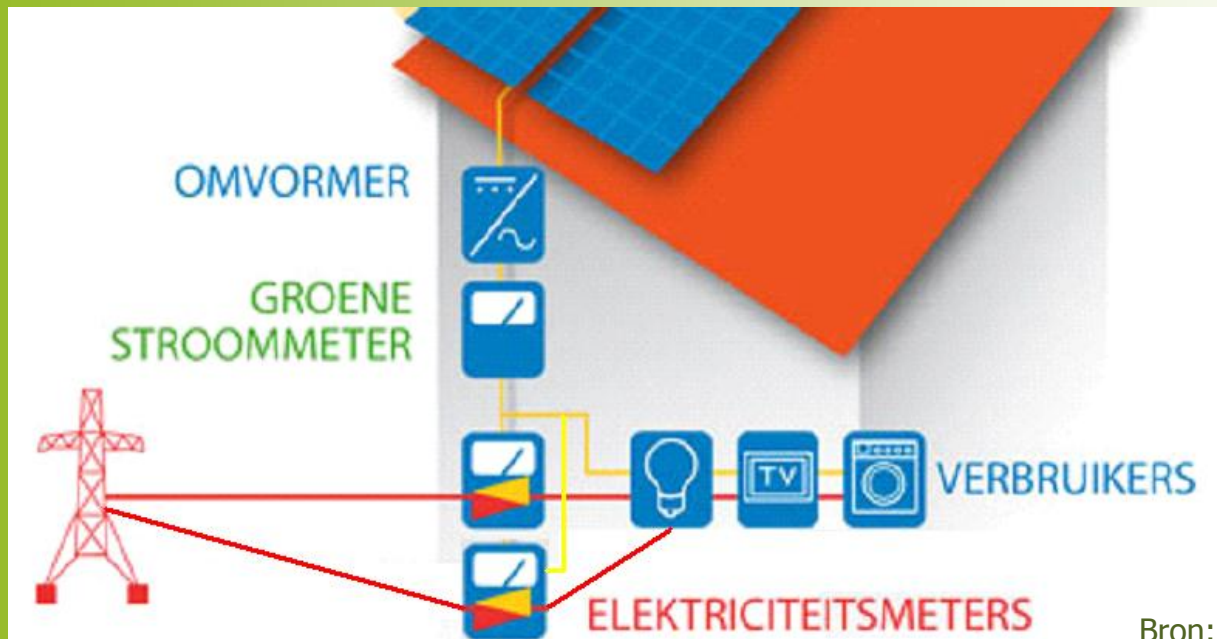 OMVORMER
GROENE
STROOMMETER
TV
VERBRUIKERS
ELEKTRICITEITSMETERS
Bron: